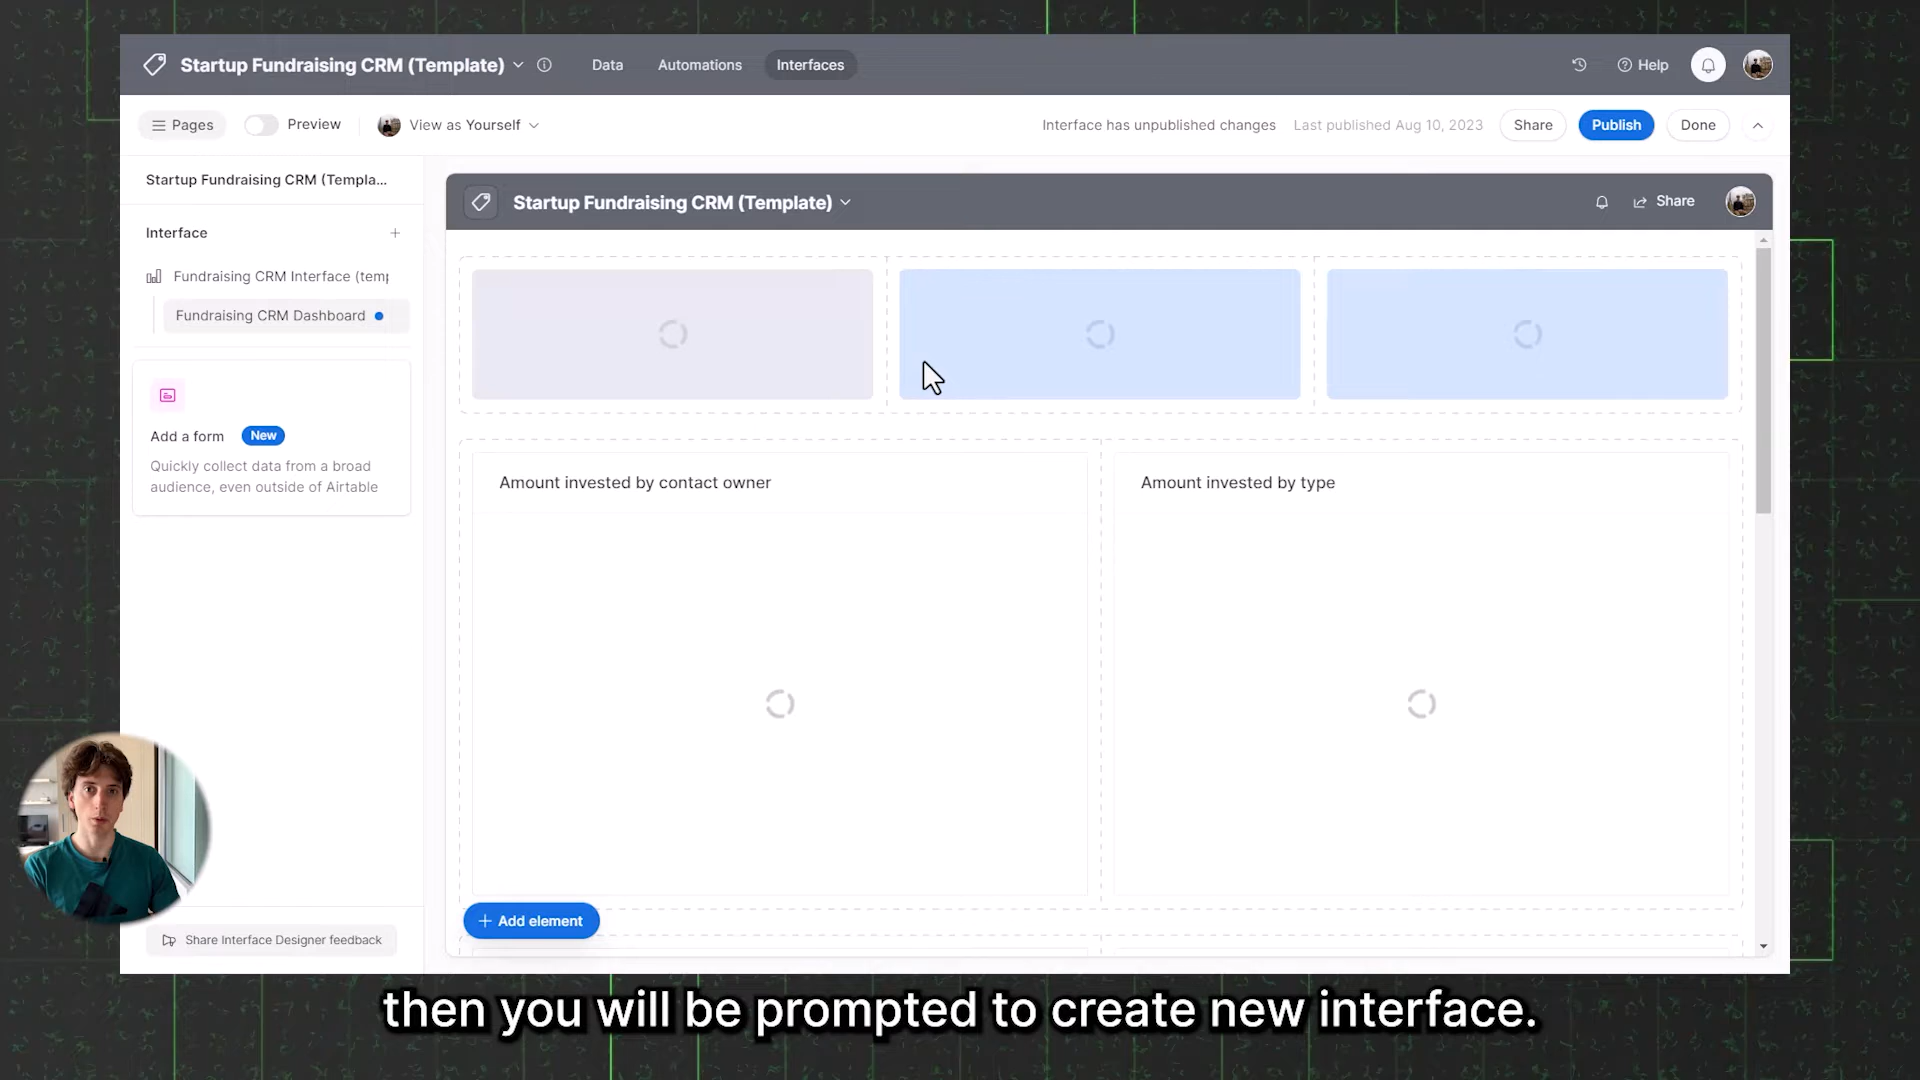 Startup Fundraising CRM (Template)
Data
Automations
Interfaces
Help
Pages
Preview
View as Yourself
Interface has unpublished changes
Last published Aug 10, 2023
Share
Publish
Done
Startup Fundraising CRM (Templa...
Interface
Fundraising CRM Interface (temp
Fundraising CRM Dashboard
Add a form
New
Quickly collect data from a broad
audience, even outside of Airtable
Share Interface Designer feedback
Startup Fundraising CRM (Template)
Share
Amount invested by contact owner
Amount invested by type
Add element
then you will be prompted to create new interface.